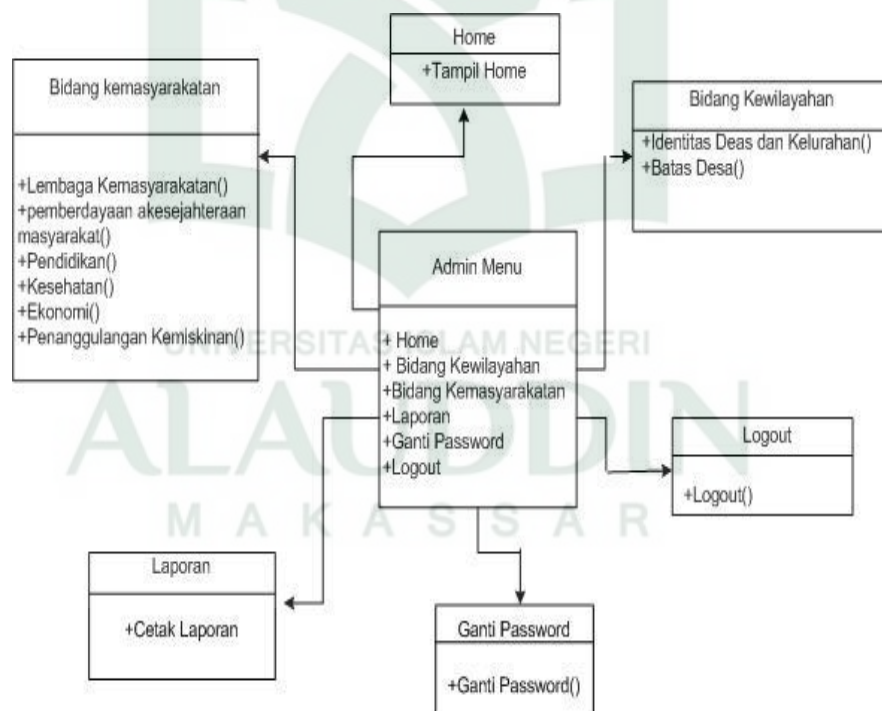 Home
+Tampil Home
Bidang kemasyarakatan
+Lembaga Kemasyarakatan()
+pemberdayaan akesejahteraan
masyarakat()
+Pendidikan()
+Kesehatan()
+Ekonomi()
+Penanggulangan Kemiskinan()
Bidang Kewilayahan
+Identitas Deas dan Kelurahan()
+Batas Desa()
Admin Menu
+ Home
+ Bidang Kewilayahan
+Bidang Kemasyarakatan
+Laporan
+Ganti Password
+Logout
Logout
+Logout()
Laporan
+Cetak Laporan
Ganti Password
+Ganti Password()
UNIVERSITAS ISLAM NEGERI
ALAUDDIN
MAKASSAR